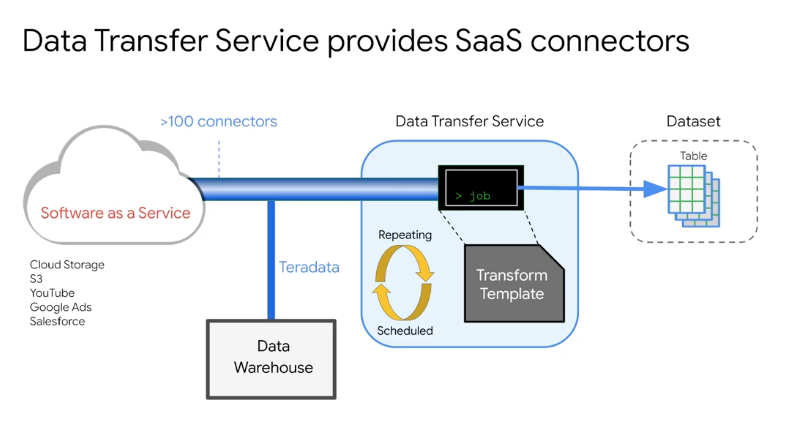 Data Transfer Service provides SaaS connectors
>100 connectors
Data Transfer Service
Dataset
Table
Software as a Service
> job
Cloud Storage
S3
YouTube
Google Ads
Salesforce
Teradata
Repeating
Scheduled
Transform
Template
Data
Warehouse